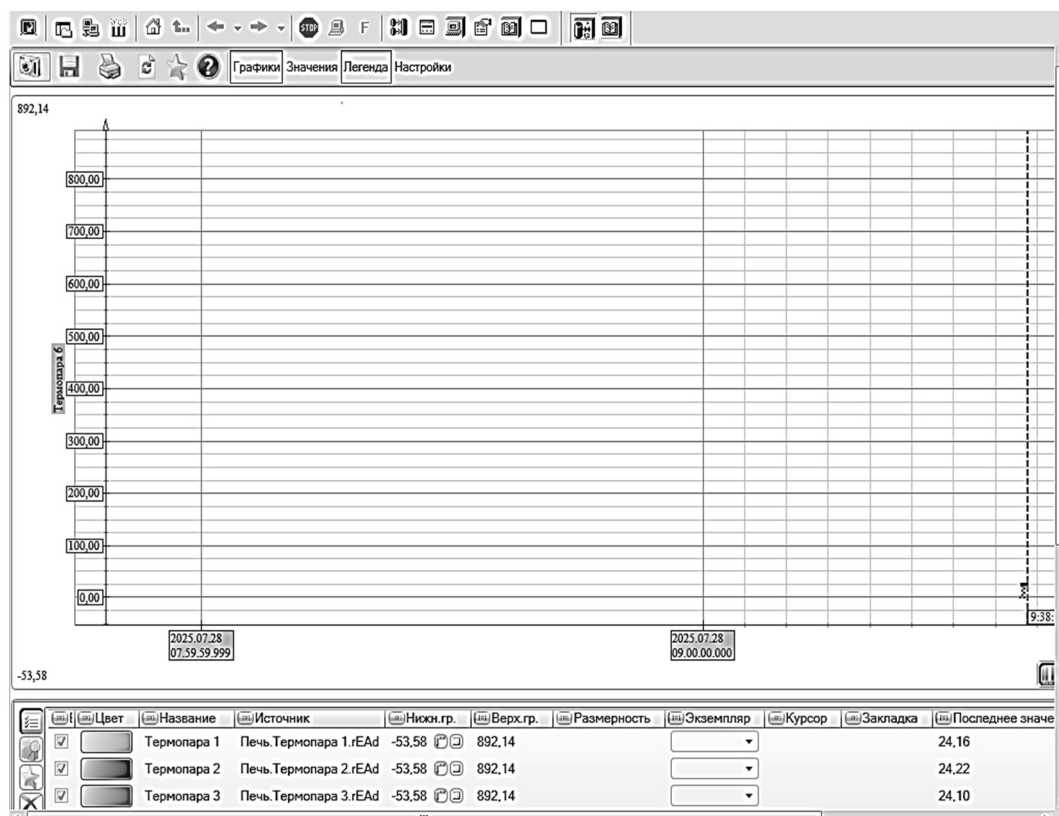 STOP F
Графики Значения Легенда Настройки
892,14
800,00
700,00
600,00
500,00
Термопара 6
400,00
300,00
200,00
100,00
0,00
9:38:
2025.07.28
07.59.59.999
2025.07.28
09.00.00.000
-53,58
Цвет Название Источник Нижн.гр. Верх.гр. Размерность Экземпляр Курсор Закладка Последнее значе
Термопара 1 Печь.Термопара 1.rEAd -53,58 892,14 24,16
Термопара 2 Печь.Термопара 2.rEAd -53,58 892,14 24,22
Термопара 3 Печь.Термопара 3.rEAd -53,58 892,14 24,10